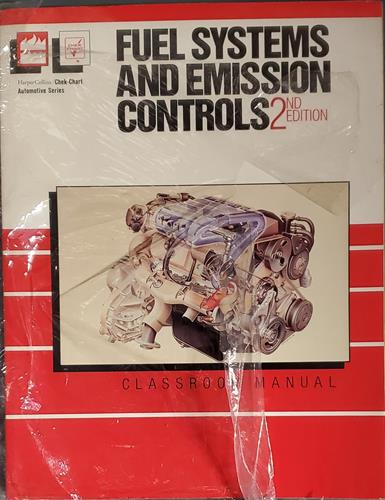 HarperCollins/Chek-Chart
Automotive Series
FUEL SYSTEMS
AND EMISSION
CONTROLS 2ND
EDITION
CLASSROOM MANUAL